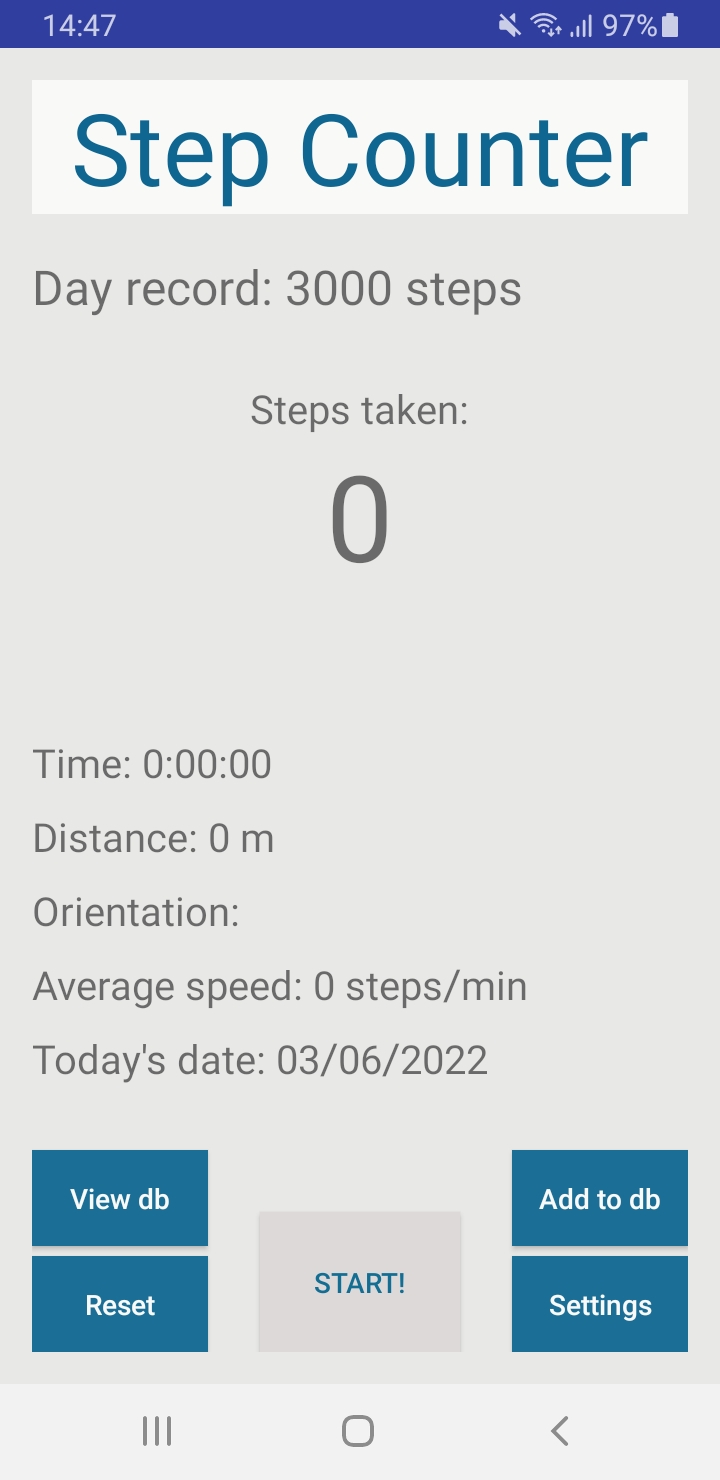 14:47 97%
Step Counter
Day record: 3000 steps
Steps taken:
0
Time: 0:00:00
Distance: 0 m
Orientation:
Average speed: 0 steps/min
Today's date: 03/06/2022
View db
Add to db
START!
Reset
Settings